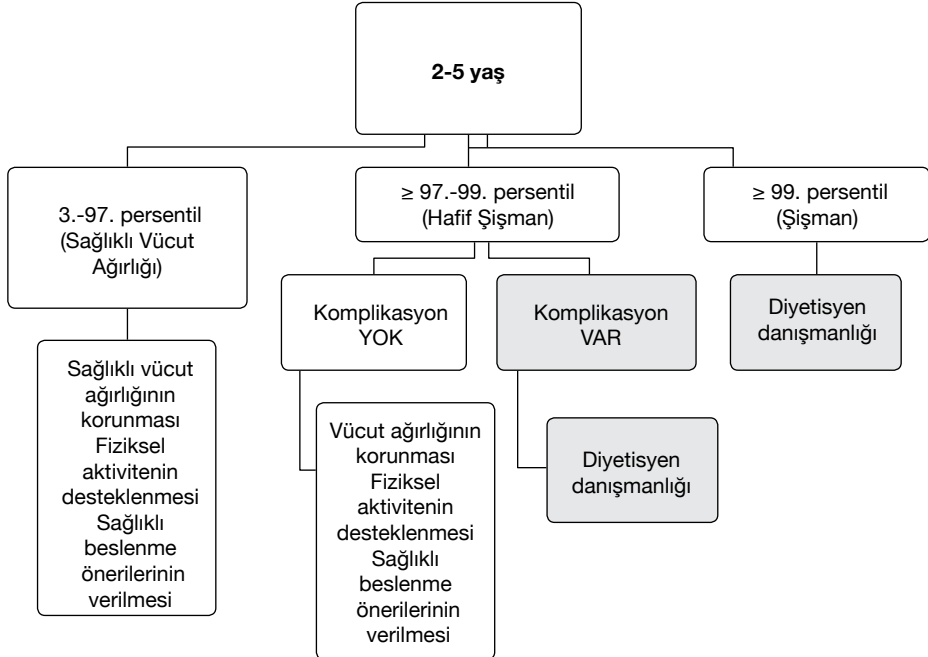 2-5 yaş
3.-97. persentil
(Sağlıklı Vücut
Ağırlığı)
≥ 97.-99. persentil
(Hafif Şişman)
≥ 99. persentil
(Şişman)
Komplikasyon
YOK
Komplikasyon
VAR
Diyetisyen
danışmanlığı
Sağlıklı vücut
ağırlığının
korunması
Fiziksel
aktivitenin
desteklenmesi
Sağlıklı
beslenme
önerilerinin
verilmesi
Vücut ağırlığının
korunması
Fiziksel
aktivitenin
desteklenmesi
Sağlıklı
beslenme
önerilerinin
verilmesi
Diyetisyen
danışmanlığı